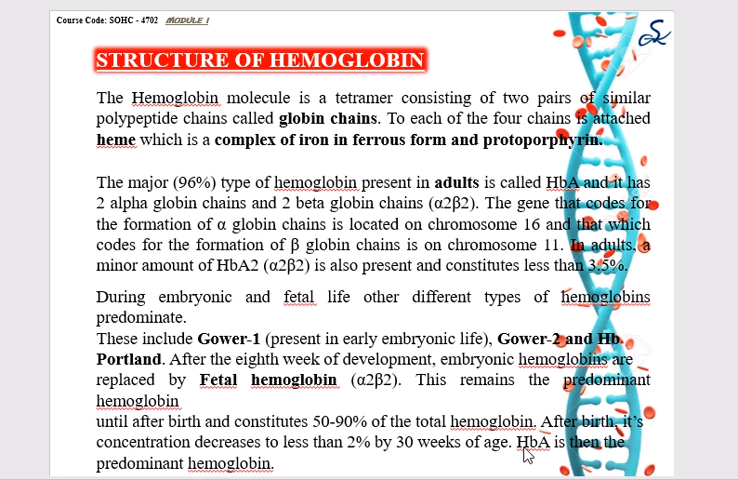 Course Code: SOHC - 4702 MODULE I
STRUCTURE OF HEMOGLOBIN
The Hemoglobin molecule is a tetramer consisting of two pairs of similar
polypeptide chains called globin chains. To each of the four chains is attached
heme which is a complex of iron in ferrous form and protoporphyrin.
The major (96%) type of hemoglobin present in adults is called HbA and it has
2 alpha globin chains and 2 beta globin chains (α2β2). The gene that codes for
the formation of α globin chains is located on chromosome 16 and that which
codes for the formation of β globin chains is on chromosome 11. In adults, a
minor amount of HbA2 (α2β2) is also present and constitutes less than 3.5%.
During embryonic and fetal life other different types of hemoglobins
predominate.
These include Gower-1 (present in early embryonic life), Gower-2 and Hb.
Portland. After the eighth week of development, embryonic hemoglobins are
replaced by Fetal hemoglobin (α2β2). This remains the predominant
hemoglobin
until after birth and constitutes 50-90% of the total hemoglobin. After birth, it's
concentration decreases to less than 2% by 30 weeks of age. HbA is then the
predominant hemoglobin.